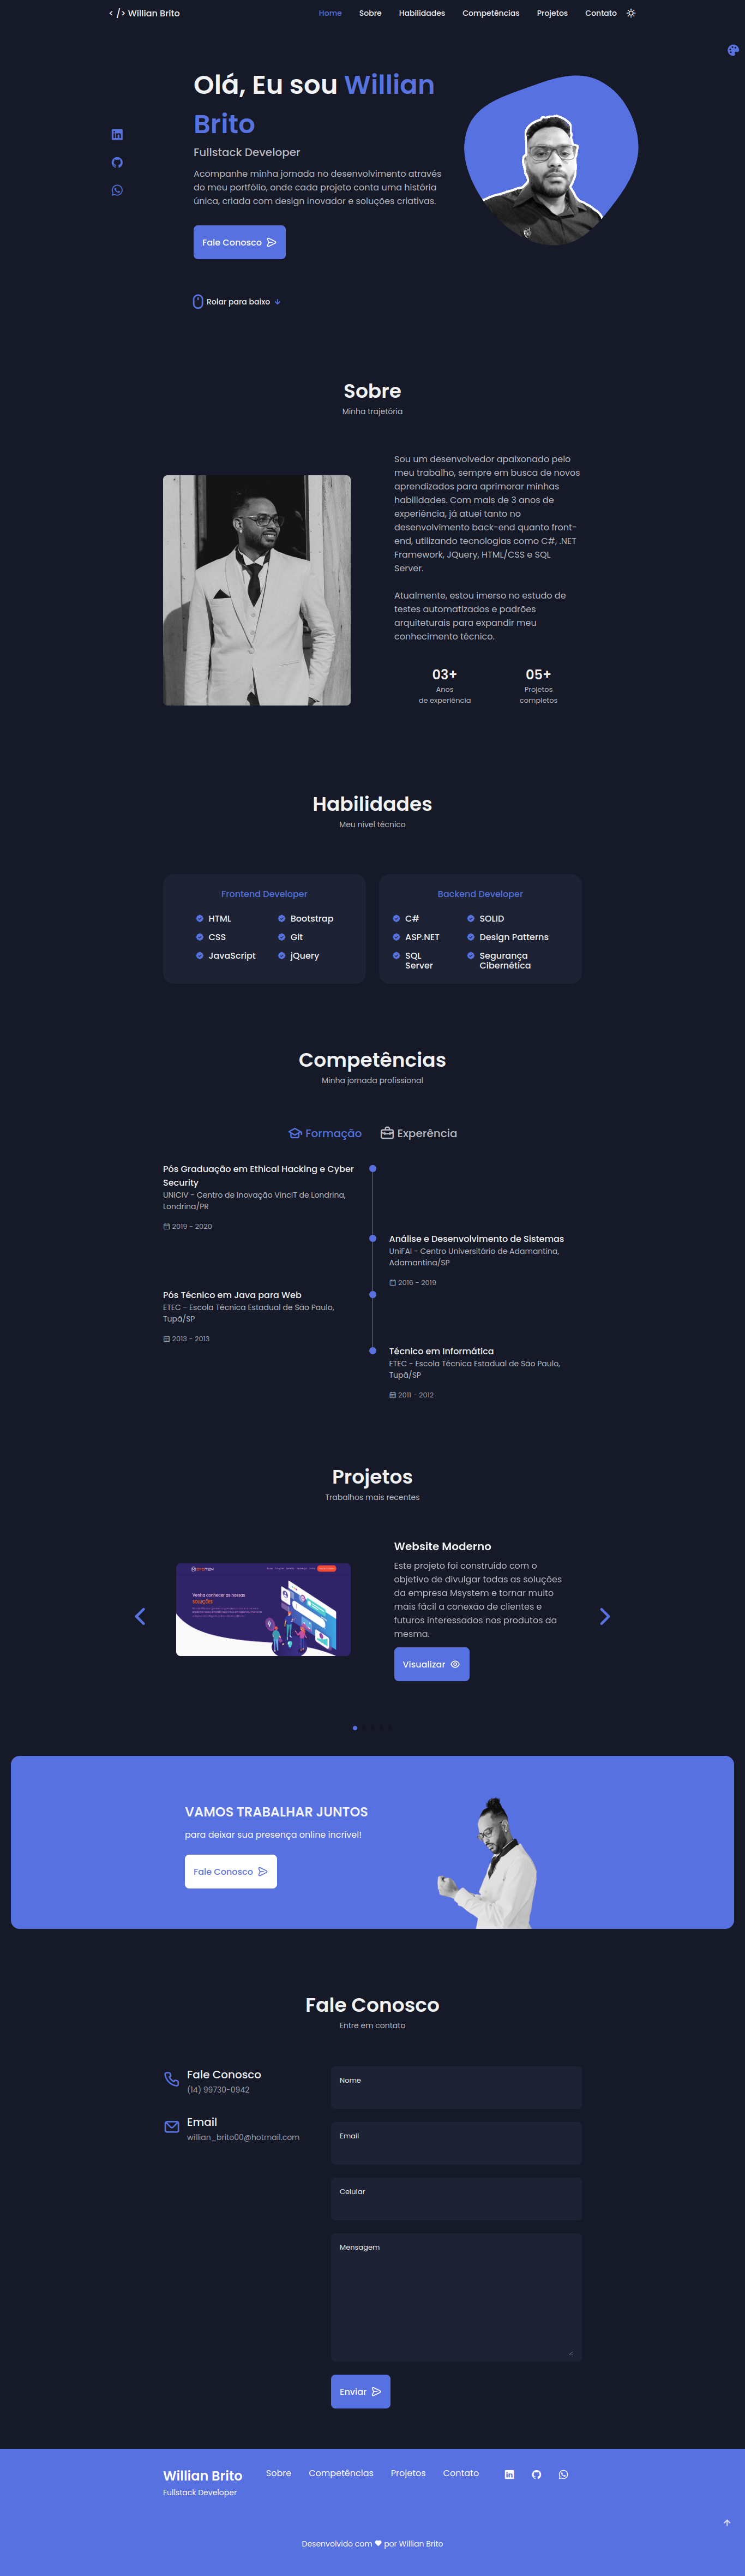 < /> Willian Brito
Home Sobre Habilidades Competências Projetos Contato
Olá, Eu sou Willian
Brito
Fullstack Developer
Acompanhe minha jornada no desenvolvimento através
do meu portfólio, onde cada projeto conta uma história
única, criada com design inovador e soluções criativas.
Fale Conosco
Rolar para baixo
Sobre
Minha trajetória
Sou um desenvolvedor apaixonado pelo
meu trabalho, sempre em busca de novos
aprendizados para aprimorar minhas
habilidades. Com mais de 3 anos de
experiência, já atuei tanto no
desenvolvimento back-end quanto front-
end, utilizando tecnologias como C#, .NET
Framework, JQuery, HTML/CSS e SQL
Server.
Atualmente, estou imerso no estudo de
testes automatizados e padrões
arquiteturais para expandir meu
conhecimento técnico.
03+
Anos
de experiência
05+
Projetos
completos
Habilidades
Meu nível técnico
Frontend Developer
HTML
Bootstrap
CSS
Git
JavaScript
jQuery
Backend Developer
C#
SOLID
ASP.NET
Design Patterns
SQL
Server
Segurança
Cibernética
Competências
Minha jornada profissional
Formação
Experência
Pós Graduação em Ethical Hacking e Cyber
Security
UNICIV - Centro de Inovação VincIT de Londrina,
Londrina/PR
2019 - 2020
Análise e Desenvolvimento de Sistemas
UniFAI - Centro Universitário de Adamantina,
Adamantina/SP
2016 - 2019
Pós Técnico em Java para Web
ETEC - Escola Técnica Estadual de São Paulo,
Tupã/SP
2013 - 2013
Técnico em Informática
ETEC - Escola Técnica Estadual de São Paulo,
Tupã/SP
2011 - 2012
Projetos
Trabalhos mais recentes
Venha conhecer as nossas
soluções
Website Moderno
Este projeto foi construído com o
objetivo de divulgar todas as soluções
da empresa Msystem e tornar muito
mais fácil a conexão de clientes e
futuros interessados nos produtos da
mesma.
Visualizar
VAMOS TRABALHAR JUNTOS
para deixar sua presença online incrível!
Fale Conosco
Fale Conosco
Entre em contato
Fale Conosco
(14) 99730-0942
Email
willian_brito00@hotmail.com
Nome
Email
Celular
Mensagem
Enviar
Willian Brito
Fullstack Developer
Sobre Competências Projetos Contato
Desenvolvido com por Willian Brito